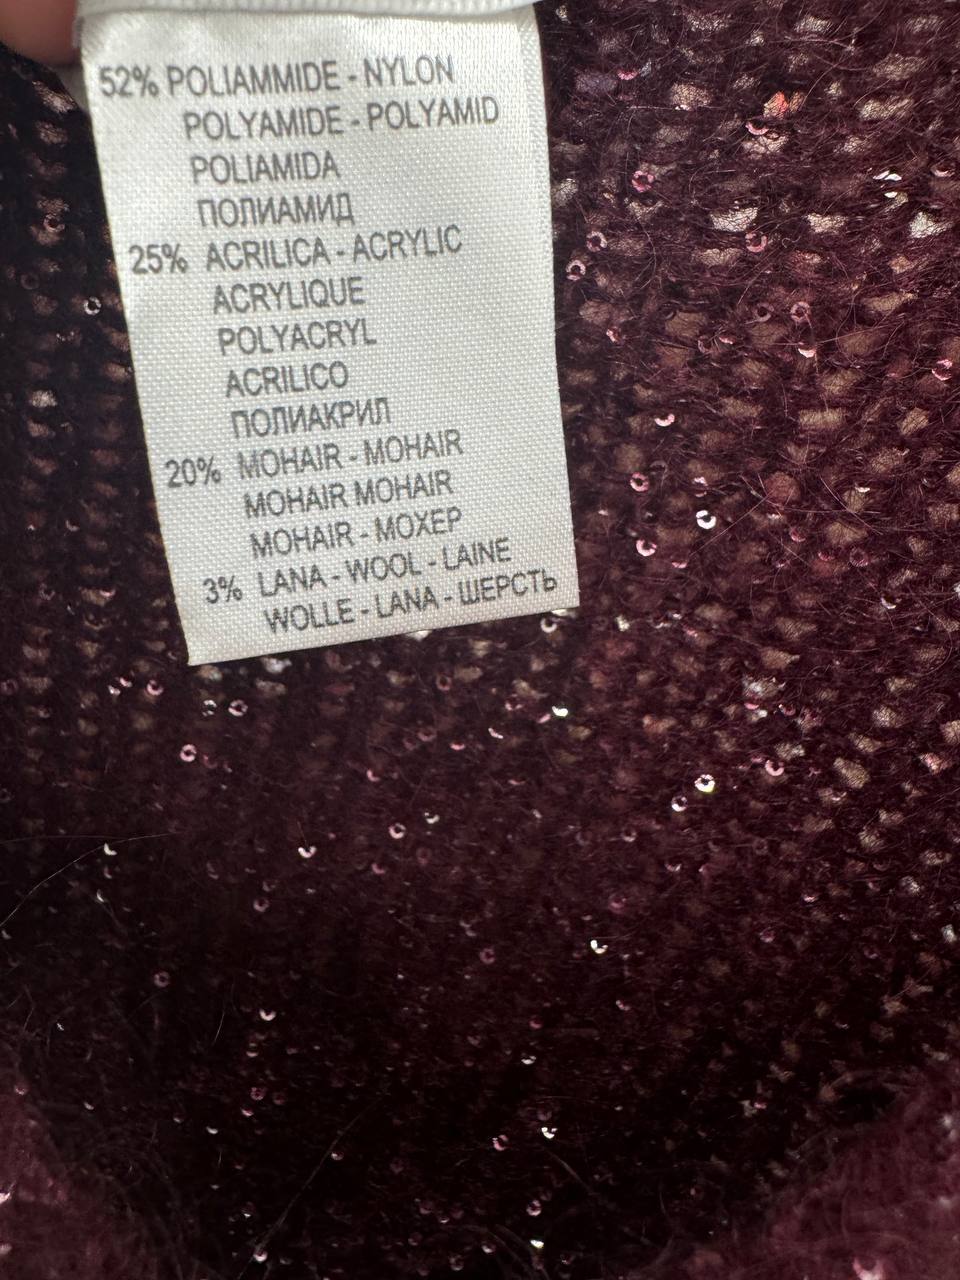 52% POLIAMMIDE - NYLON
POLYAMIDE - POLYAMID
POLIAMIDA
ПОЛИАМИД
25% ACRILICA - ACRYLIC
ACRYLIQUE
POLYACRYL
ACRILICO
ПОЛИАКРИЛ
20% MOHAIR - MOHAIR
MOHAIR MOHAIR
MOHAIR - МОХЕР
3% LANA - WOOL - LAINE
WOLLE - LANA - ШЕРСТЬ